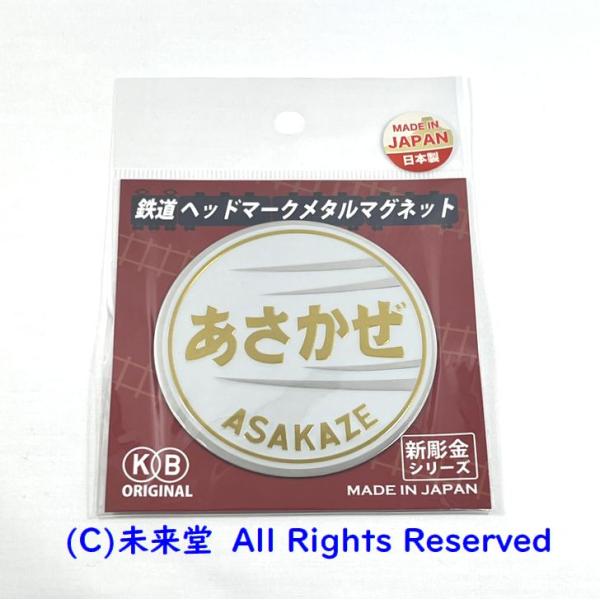 MADE IN
JAPAN
日本製
鉄道 ヘッドマークメタルマグネット
あさかぜ
ASAKAZE
KB
ORIGINAL
新彫金
シリーズ
MADE IN JAPAN
(C)未来堂 All Rights Reserved